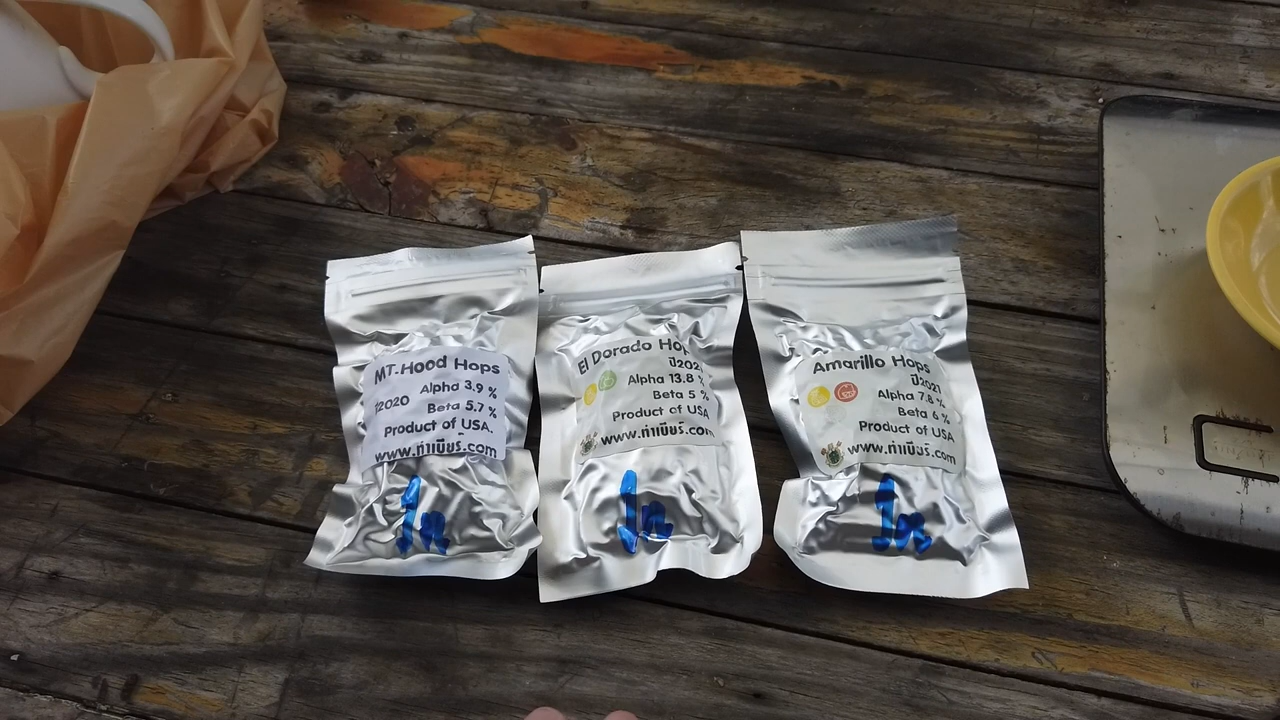 MT.Hood Hops
Alpha 3.9 %
ปี2020
Beta 5.7 %
Product of USA.
www.ทำเบียร์.com
El Dorado Hops
Alpha 13.8 %
Beta 5 %
Product of USA
www.ทำเบียร์.com
Amarillo Hops
ปี2021
Alpha 7.8 %
Beta 6 %
Product of USA
www.ทำเบียร์.com